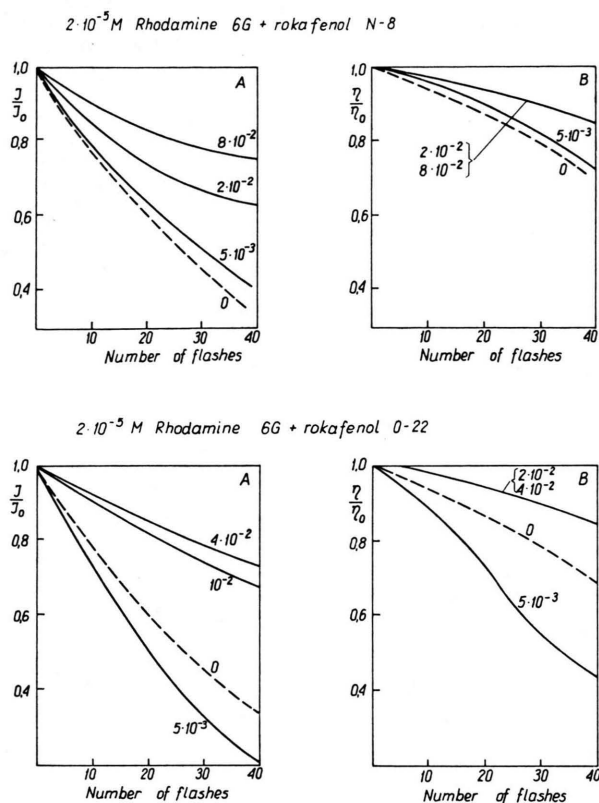 2·10⁻⁵ M Rhodamine 6G + rokafenol N-8
A
J/J₀
1,0
0,8
0,6
0,4
8·10⁻²
2·10⁻²
5·10⁻³
0
10 20 30 40
Number of flashes
B
η/η₀
1,0
0,8
0,6
0,4
2·10⁻²
8·10⁻²
5·10⁻³
0
10 20 30 40
Number of flashes
2·10⁻⁵ M Rhodamine 6G + rokafenol O-22
A
J/J₀
1,0
0,8
0,6
0,4
4·10⁻²
10⁻²
0
5·10⁻³
10 20 30 40
Number of flashes
B
η/η₀
1,0
0,8
0,6
0,4
2·10⁻²
4·10⁻²
0
5·10⁻³
10 20 30 40
Number of flashes